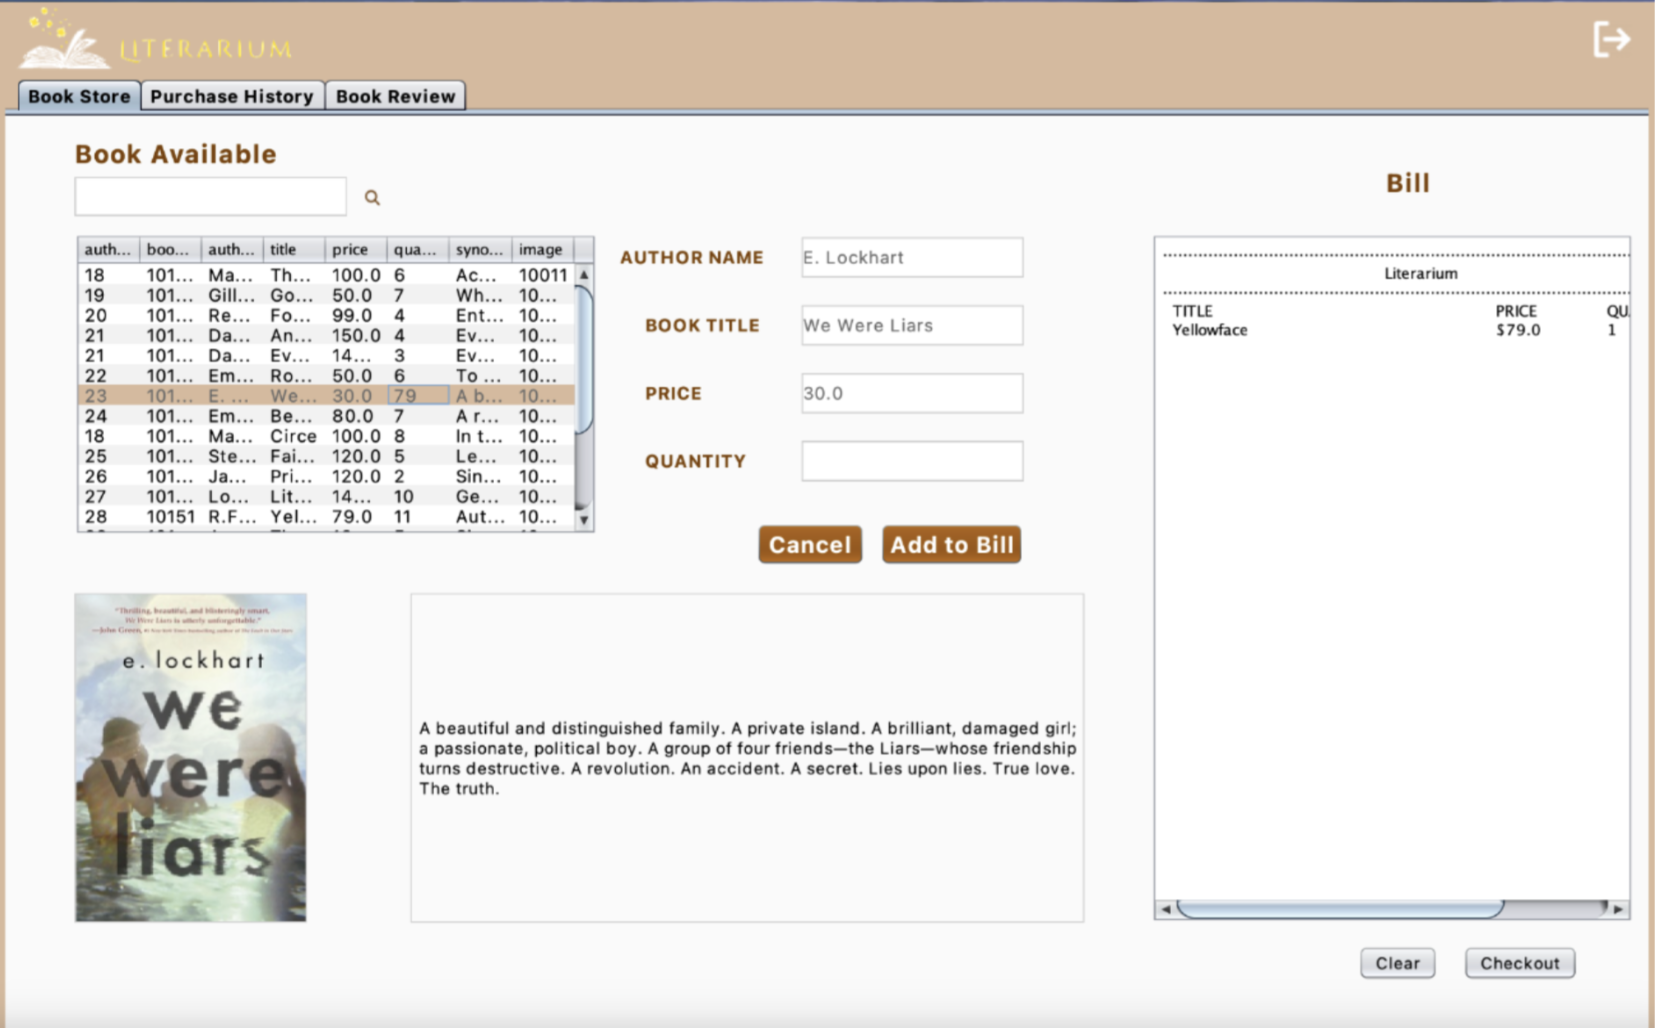 LITERARIUM
Book Store Purchase History Book Review
Book Available
Bill
auth... boo... auth... title price qua... syno... image
18 101... Ma... Th... 100.0 6 Ac... 10011
19 101... Gill... Go... 50.0 7 Wh... 10...
20 101... Re... Fo... 99.0 4 Ent... 10...
21 101... Da... An... 150.0 4 Ev... 10...
21 101... Da... Ev... 14... 3 Ev... 10...
22 101... Em... Ro... 50.0 6 To ... 10...
23 101... E. ... We... 30.0 79 A b... 10...
24 101... Em... Be... 80.0 7 A r... 10...
18 101... Ma... Circe 100.0 8 In t... 10...
25 101... Ste... Fai... 120.0 5 Le... 10...
26 101... Ja... Pri... 120.0 2 Sin... 10...
27 101... Lo... Lit... 14... 10 Ge... 10...
28 10151 R.F... Yel... 79.0 11 Aut... 10...
AUTHOR NAME E. Lockhart
BOOK TITLE We Were Liars
PRICE 30.0
QUANTITY
Cancel Add to Bill
Literarium
TITLE PRICE QU
Yellowface $79.0 1
"Thrilling, beautiful, and blisteringly smart,
We Were Liars is utterly unforgettable."
—John Green,
e. lockhart
we
were
liars
A beautiful and distinguished family. A private island. A brilliant, damaged girl;
a passionate, political boy. A group of four friends—the Liars—whose friendship
turns destructive. A revolution. An accident. A secret. Lies upon lies. True love.
The truth.
Clear Checkout